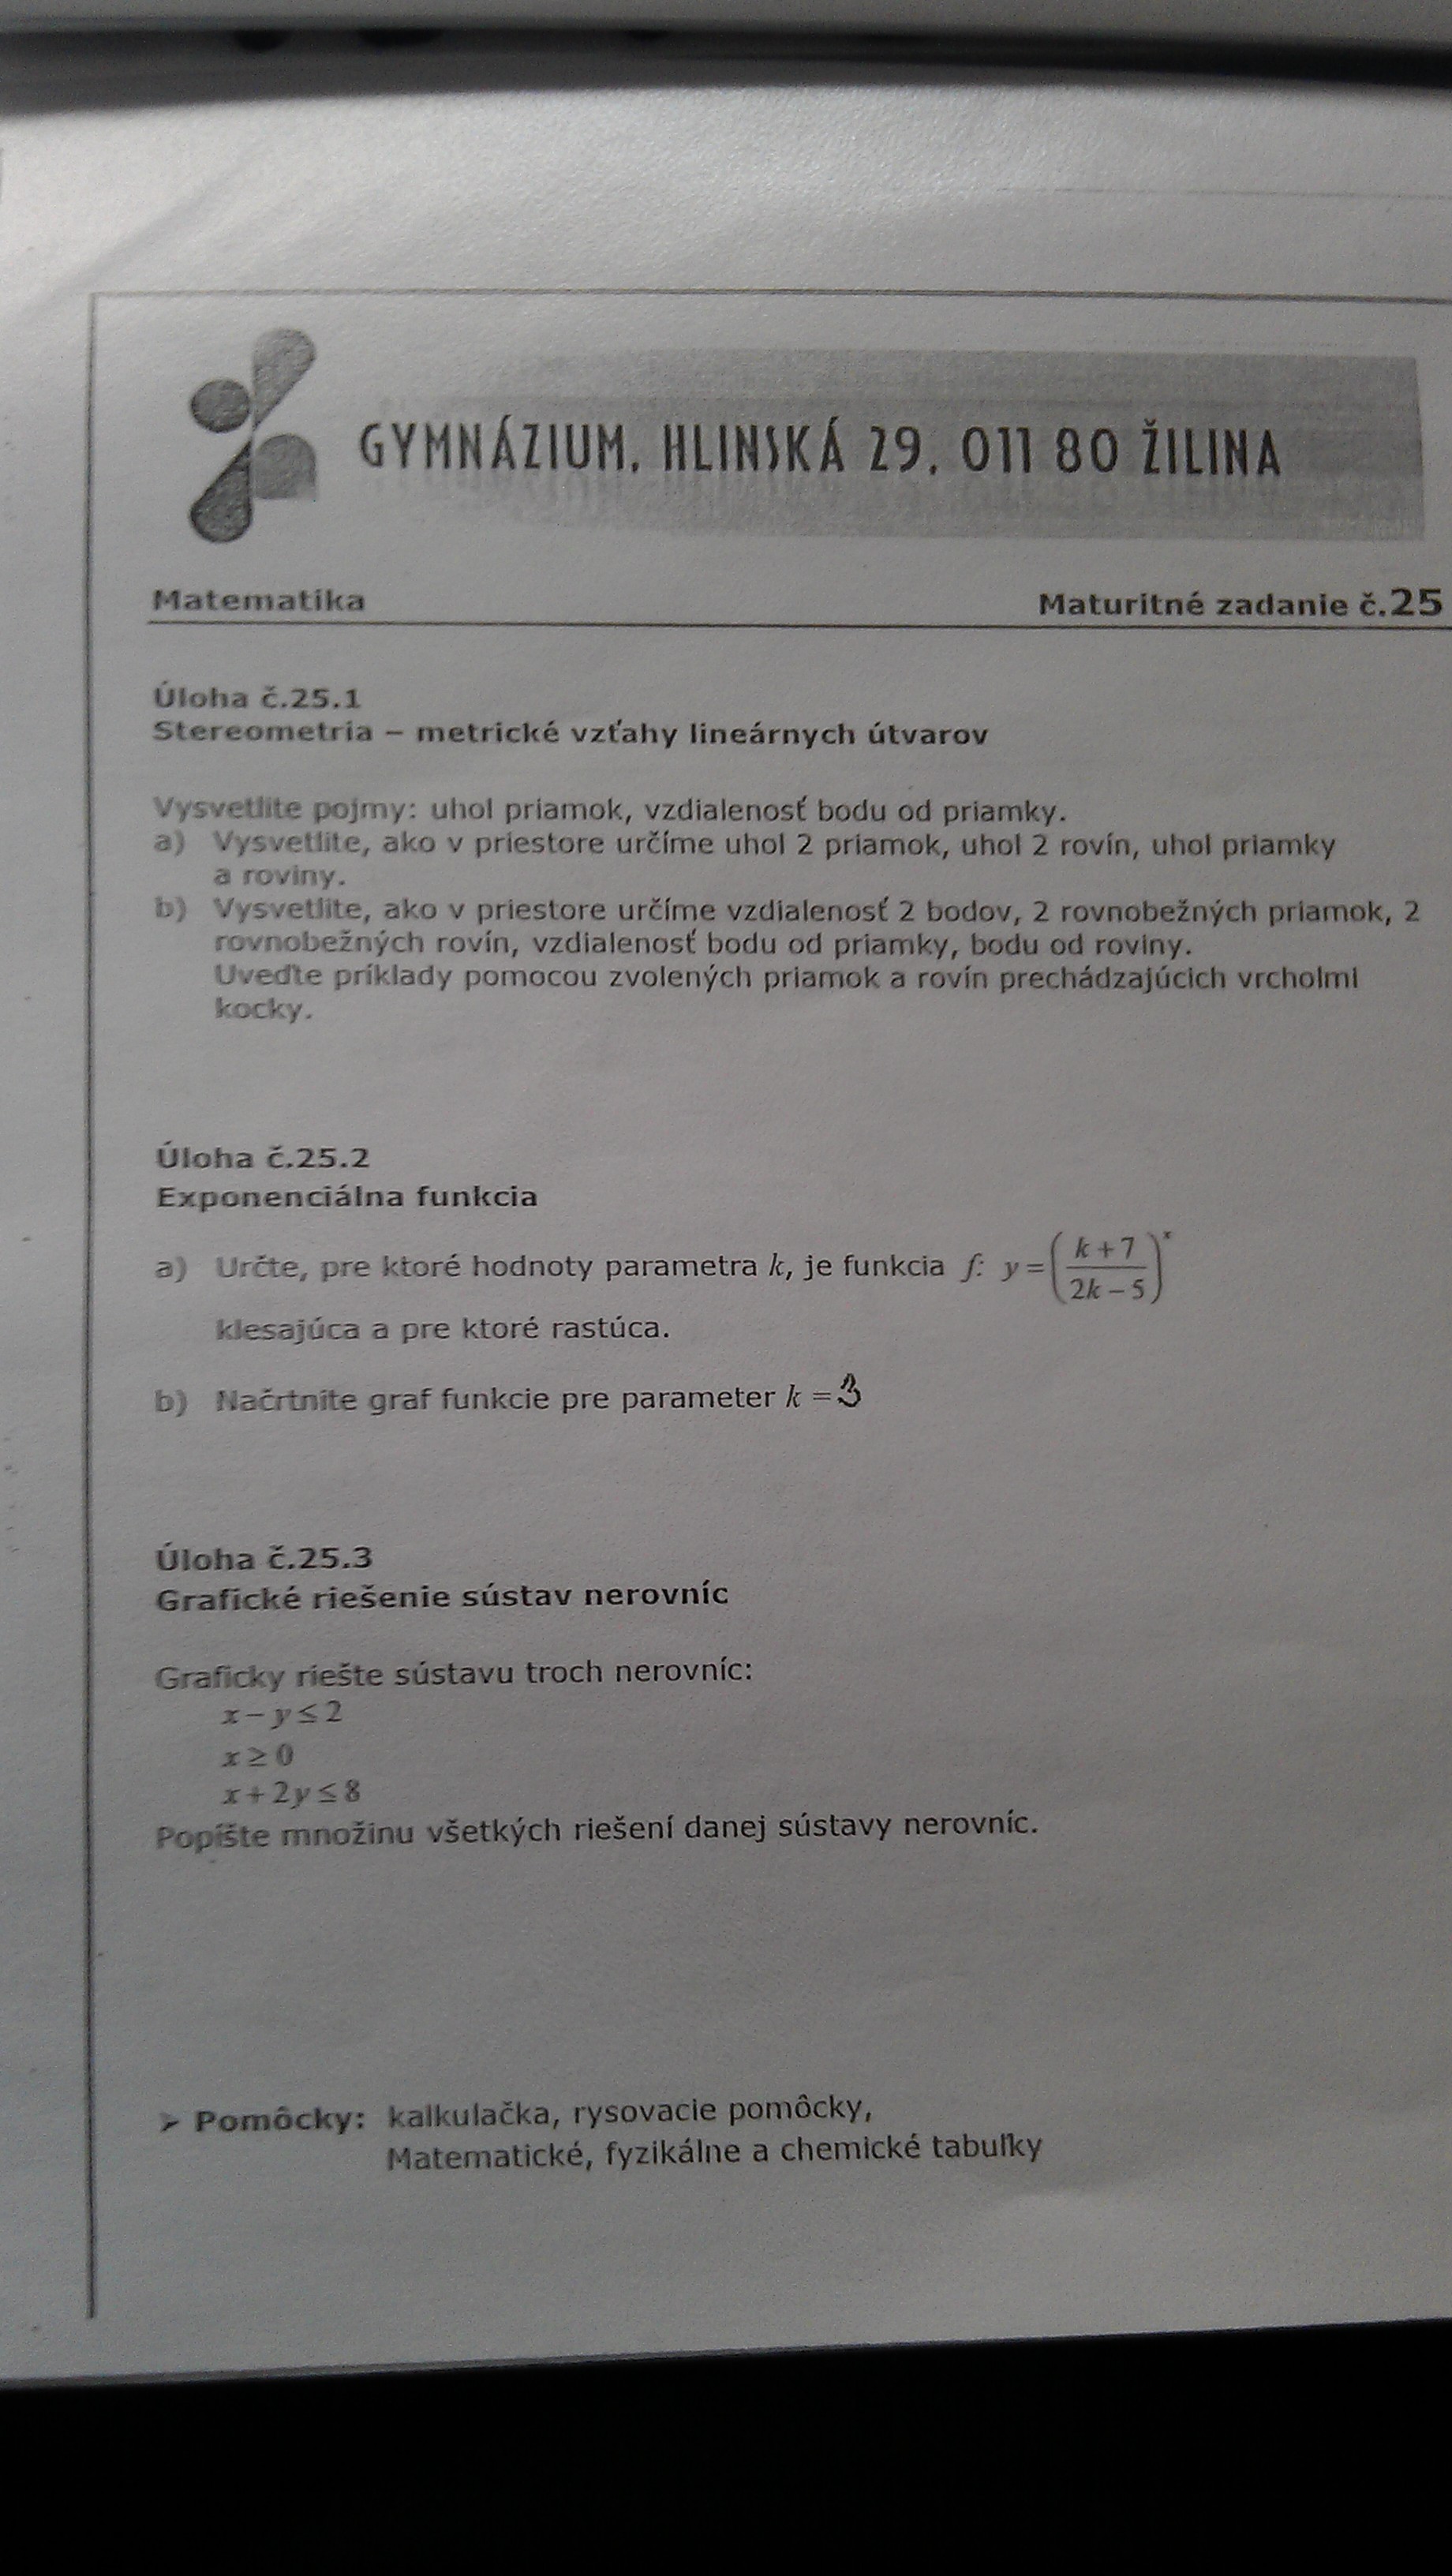 GYMNÁZIUM, HLINSKÁ 29, 011 80 ŽILINA
Matematika Maturitné zadanie č.25
Úloha č.25.1
Stereometria – metrické vzťahy lineárnych útvarov
Vysvetlite pojmy: uhol priamok, vzdialenosť bodu od priamky.
a) Vysvetlite, ako v priestore určíme uhol 2 priamok, uhol 2 rovín, uhol priamky
a roviny.
b) Vysvetlite, ako v priestore určíme vzdialenosť 2 bodov, 2 rovnobežných priamok, 2
rovnobežných rovín, vzdialenosť bodu od priamky, bodu od roviny.
Uveďte príklady pomocou zvolených priamok a rovín prechádzajúcich vrcholmi
kocky.
Úloha č.25.2
Exponenciálna funkcia
a) Určte, pre ktoré hodnoty parametra k, je funkcia f: y = ( k + 7 / 2k – 5 )^x
klesajúca a pre ktoré rastúca.
b) Načrtnite graf funkcie pre parameter k = 3
Úloha č.25.3
Grafické riešenie sústav nerovníc
Graficky riešte sústavu troch nerovníc:
x – y ≤ 2
x ≥ 0
x + 2y ≤ 8
Popíšte množinu všetkých riešení danej sústavy nerovníc.
➢ Pomôcky: kalkulačka, rysovacie pomôcky,
Matematické, fyzikálne a chemické tabuľky